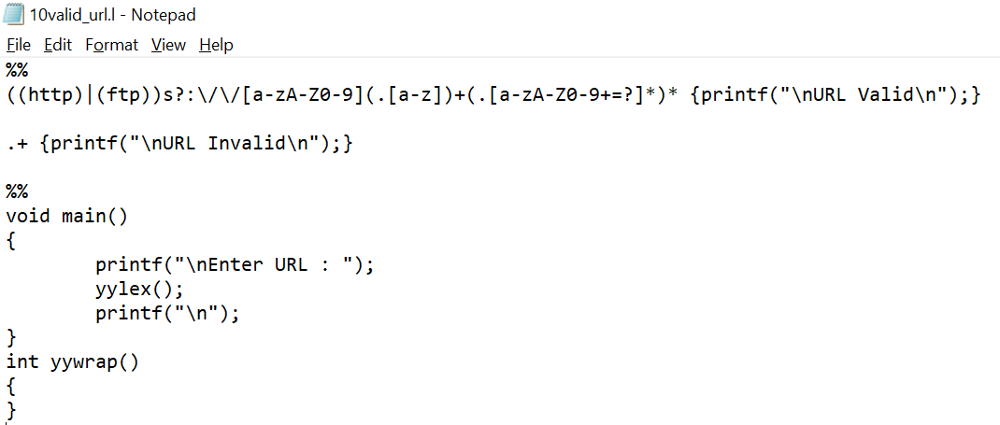 10valid_url.l - Notepad
File Edit Format View Help
%%
((http)|(ftp))s?:\/\/[a-zA-Z0-9](.[a-z])+(.[a-zA-Z0-9+=?]*)* {printf("\nURL Valid\n");}
.+ {printf("\nURL Invalid\n");}
%%
void main()
{
printf("\nEnter URL : ");
yylex();
printf("\n");
}
int yywrap()
{
}